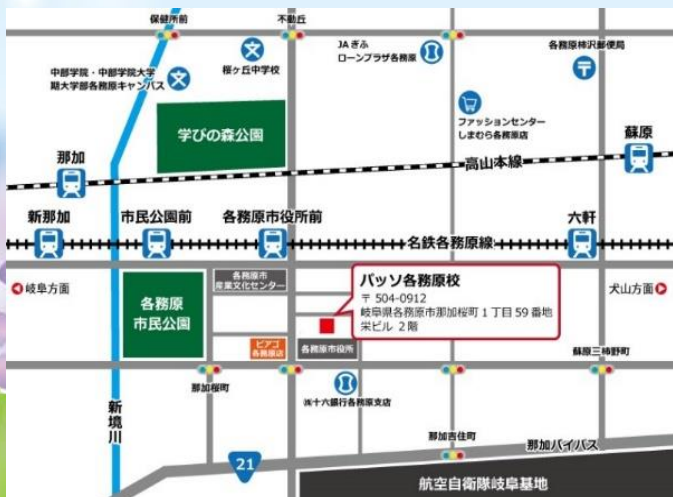 保健所前
不動丘
桜ヶ丘中学校
JAぎふ
ローンプラザ各務原
各務原柿沢郵便局
中部学院・中部学院大学
期大学部各務原キャンパス
学びの森公園
ファッションセンター
しまむら各務原店
蘇原
那加
高山本線
新那加
市民公園前
各務原市役所前
名鉄各務原線
六軒
岐阜方面
各務原市
産業文化センター
パッソ各務原校
〒504-0912
岐阜県各務原市那加桜町1丁目59番地
栄ビル 2階
犬山方面
各務原
市民公園
ピアゴ
各務原店
各務原市役所
蘇原三柿野町
那加桜町
㈱十六銀行各務原支店
新境川
那加吉住町
那加バイパス
21
航空自衛隊岐阜基地